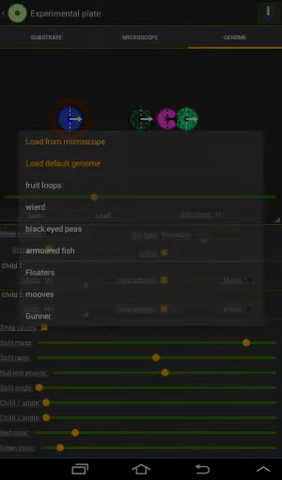 Experimental plate
SUBSTRATE MICROSCOPE GENOME
Load from microscope
Load default genome
fruit loops
wierd
black eyed peas
armoured fish
Floaters
mooves
Gunner
Child 1
Split mass:
Split ratio:
Nutrient priority:
Split angle:
Child 1 angle:
Child 2 angle:
Red color:
Green color: